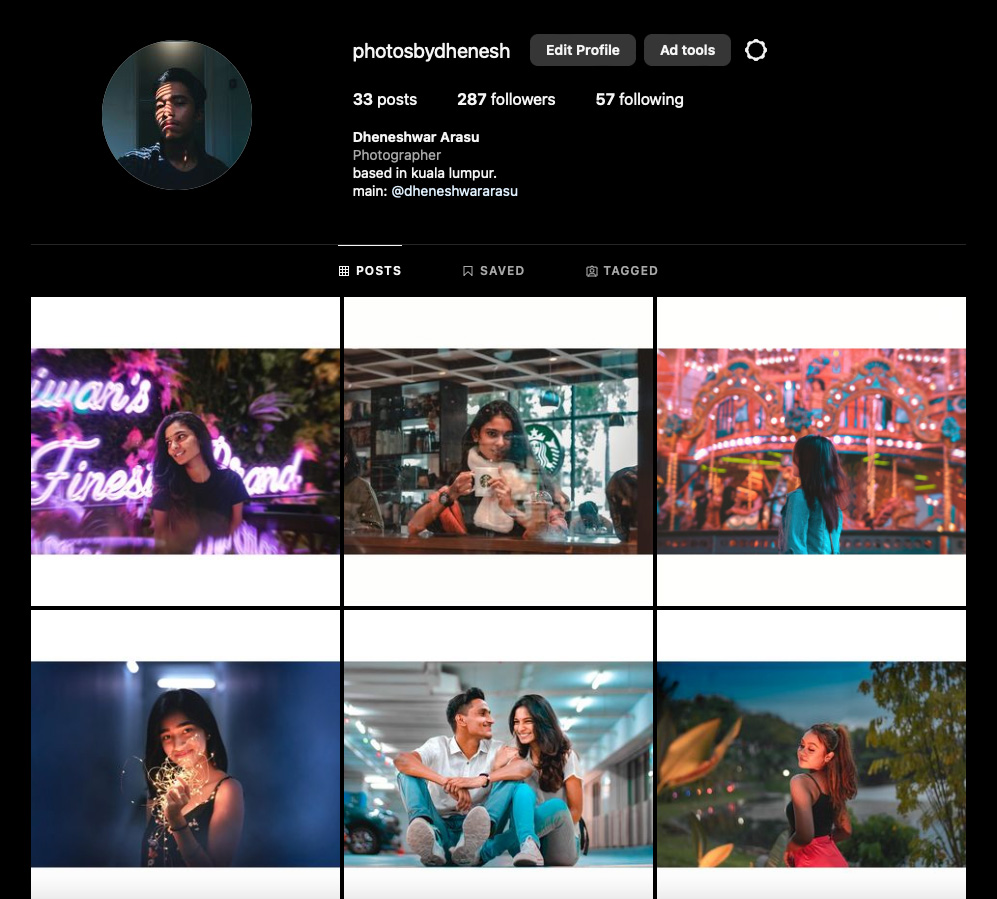 photosbydhenesh Edit Profile Ad tools
33 posts 287 followers 57 following
Dheneshwar Arasu
Photographer
based in kuala lumpur.
main: @dheneshwararasu
POSTS SAVED TAGGED
iwan's
Finest Brand